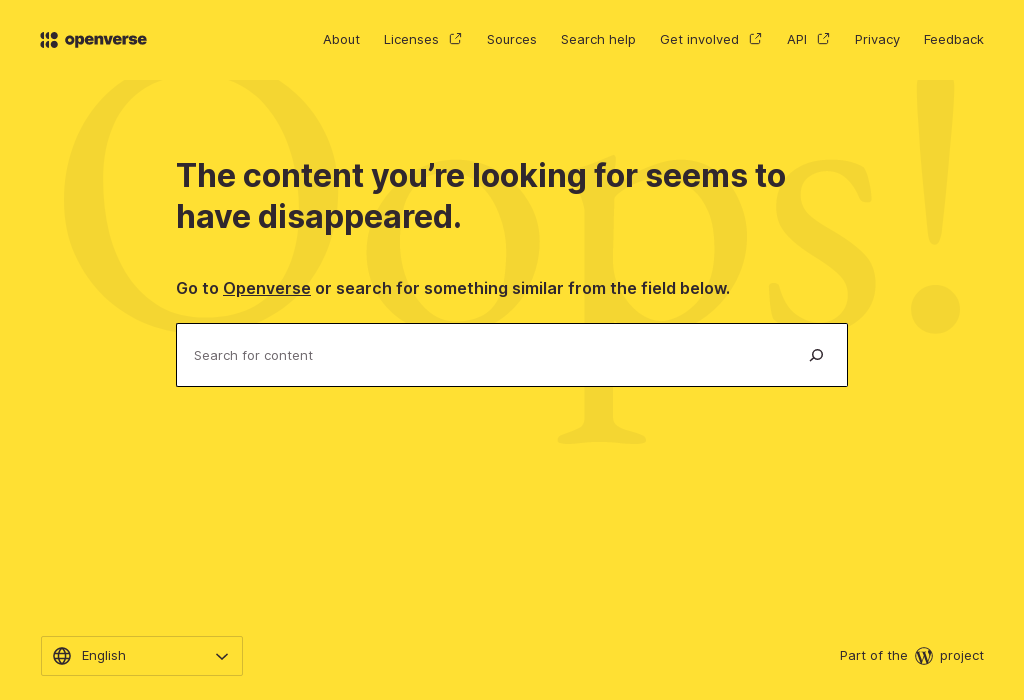 openverse
About Licenses Sources Search help Get involved API Privacy Feedback
Oops!
The content you’re looking for seems to
have disappeared.
Go to Openverse or search for something similar from the field below.
Search for content
English
Part of the project